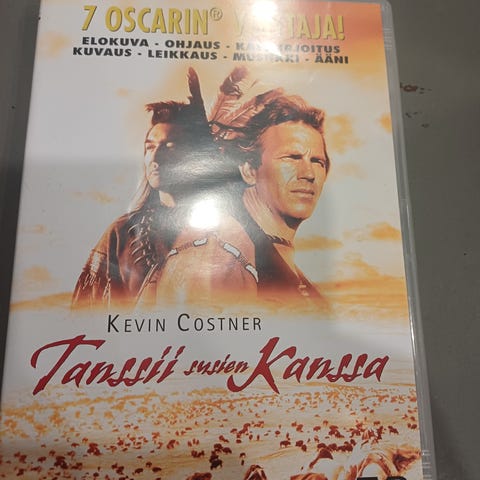 7 OSCARIN®
ELOKUVA - OHJAUS -
KUVAUS - LEIKKAUS - MUSIIKKI - ÄÄNI
KEVIN COSTNER
Tanssii susien Kanssa